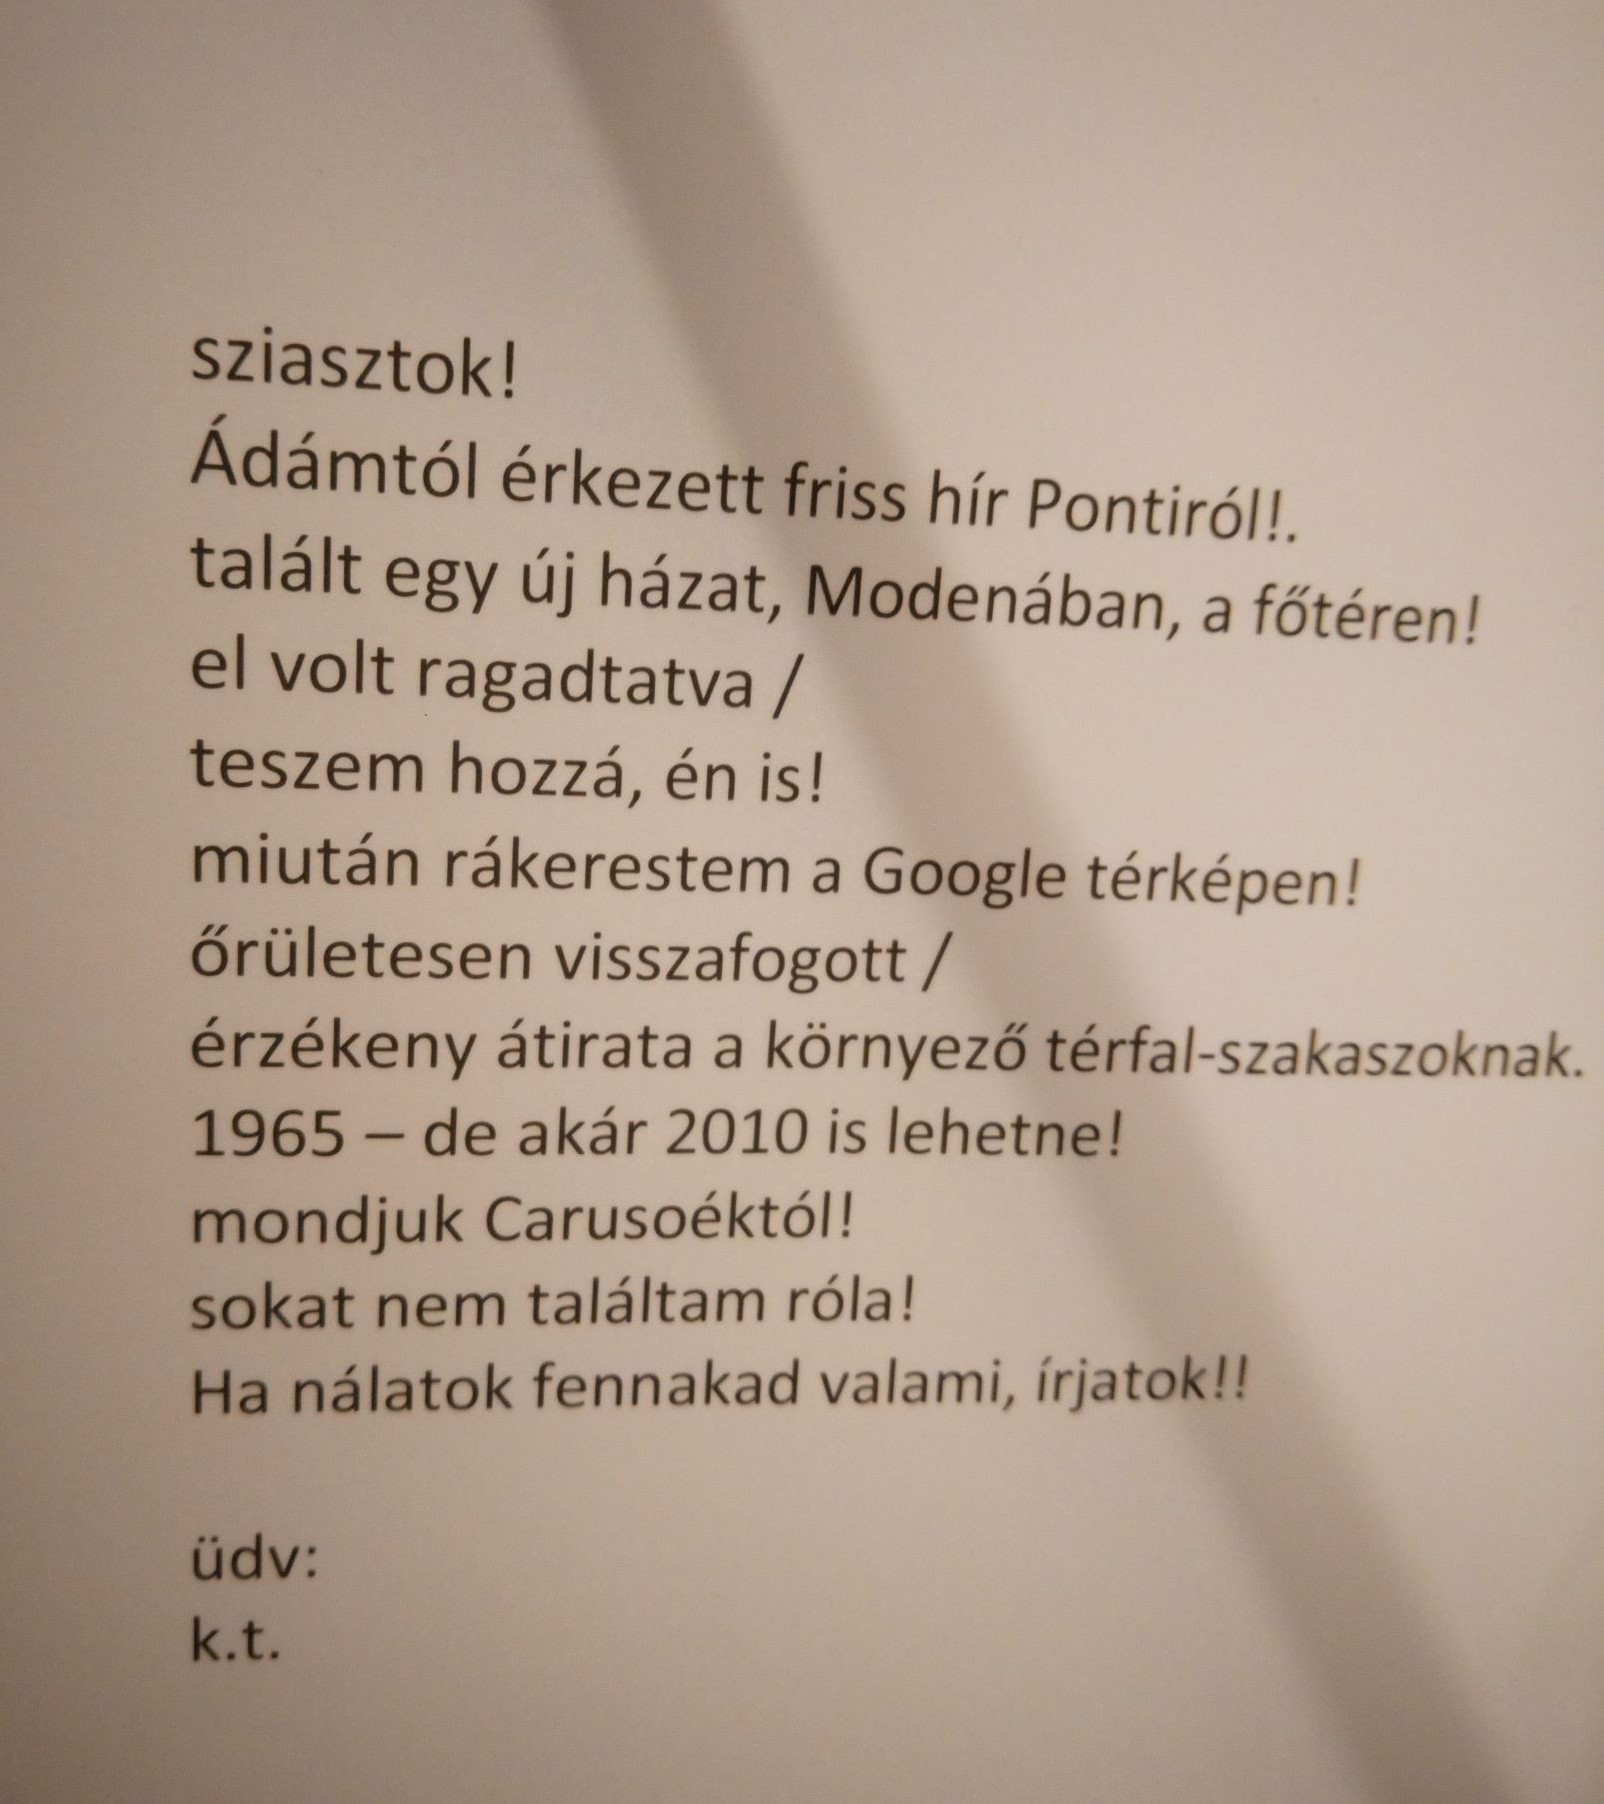 sziasztok!
Ádámtól érkezett friss hír Pontiról!.
talált egy új házat, Modenában, a főtéren!
el volt ragadtatva /
teszem hozzá, én is!
miután rákerestem a Google térképen!
őrületesen visszafogott /
érzékeny átirata a környező térfal-szakaszoknak.
1965 – de akár 2010 is lehetne!
mondjuk Carusoéktól!
sokat nem találtam róla!
Ha nálatok fennakad valami, írjatok!!
üdv:
k.t.